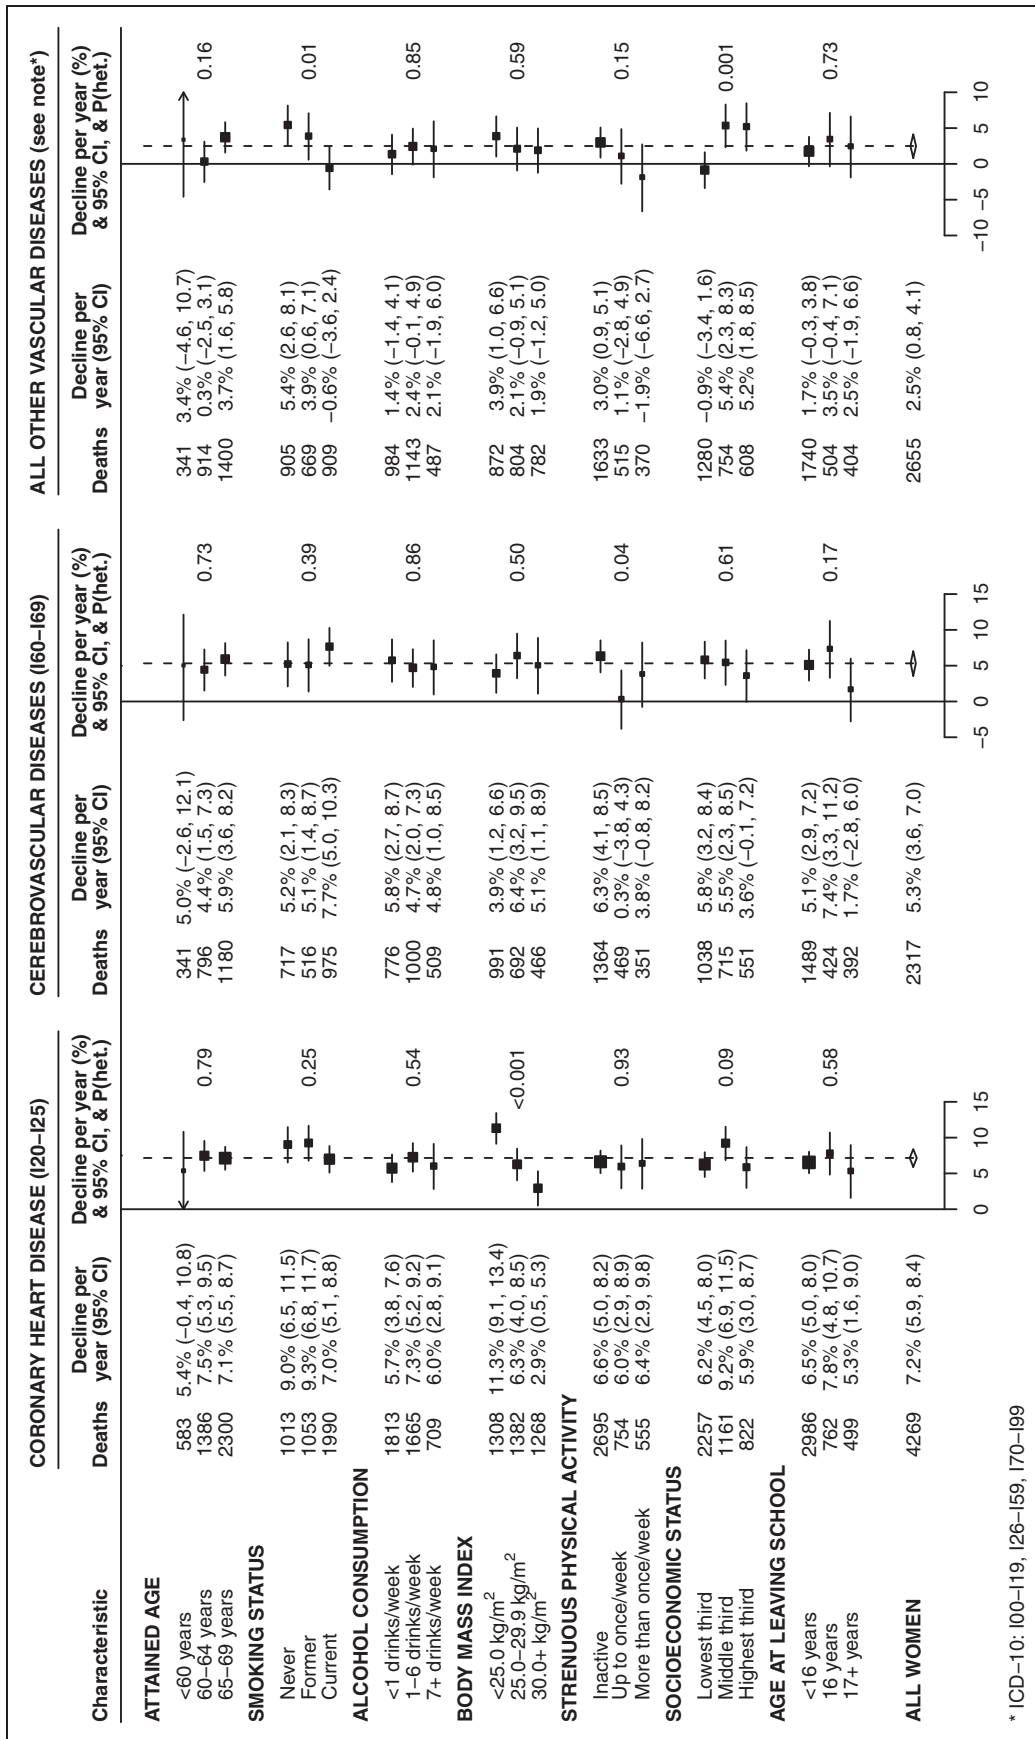 CORONARY HEART DISEASE (I20–I25) CEREBROVASCULAR DISEASES (I60–I69) ALL OTHER VASCULAR DISEASES (see note*)
Decline per Decline per year (%) Decline per Decline per year (%) Decline per Decline per year (%)
Characteristic Deaths year (95% CI) & 95% CI, & P(het.) Deaths year (95% CI) & 95% CI, & P(het.) Deaths year (95% CI) & 95% CI, & P(het.)
ATTAINED AGE
<60 years 583 5.4% (−0.4, 10.8) 341 5.0% (−2.6, 12.1) 341 3.4% (−4.6, 10.7)
60–64 years 1386 7.5% (5.3, 9.5) 0.79 796 4.4% (1.5, 7.3) 0.73 914 0.3% (−2.5, 3.1) 0.16
65–69 years 2300 7.1% (5.5, 8.7) 1180 5.9% (3.6, 8.2) 1400 3.7% (1.6, 5.8)
SMOKING STATUS
Never 1013 9.0% (6.5, 11.5) 717 5.2% (2.1, 8.3) 905 5.4% (2.6, 8.1)
Former 1053 9.3% (6.8, 11.7) 0.25 516 5.1% (1.4, 8.7) 0.39 669 3.9% (0.6, 7.1) 0.01
Current 1990 7.0% (5.1, 8.8) 975 7.7% (5.0, 10.3) 909 −0.6% (−3.6, 2.4)
ALCOHOL CONSUMPTION
<1 drinks/week 1813 5.7% (3.8, 7.6) 776 5.8% (2.7, 8.7) 984 1.4% (−1.4, 4.1)
1–6 drinks/week 1665 7.3% (5.2, 9.2) 0.54 1000 4.7% (2.0, 7.3) 0.86 1143 2.4% (−0.1, 4.9) 0.85
7+ drinks/week 709 6.0% (2.8, 9.1) 509 4.8% (1.0, 8.5) 487 2.1% (−1.9, 6.0)
BODY MASS INDEX
<25.0 kg/m² 1308 11.3% (9.1, 13.4) 991 3.9% (1.2, 6.6) 872 3.9% (1.0, 6.6)
25.0–29.9 kg/m² 1382 6.3% (4.0, 8.5) <0.001 692 6.4% (3.2, 9.5) 0.50 804 2.1% (−0.9, 5.1) 0.59
30.0+ kg/m² 1268 2.9% (0.5, 5.3) 466 5.1% (1.1, 8.9) 782 1.9% (−1.2, 5.0)
STRENUOUS PHYSICAL ACTIVITY
Inactive 2695 6.6% (5.0, 8.2) 1364 6.3% (4.1, 8.5) 1633 3.0% (0.9, 5.1)
Up to once/week 754 6.0% (2.9, 8.9) 0.93 469 0.3% (−3.8, 4.3) 0.04 515 1.1% (−2.8, 4.9) 0.15
More than once/week 555 6.4% (2.9, 9.8) 351 3.8% (−0.8, 8.2) 370 −1.9% (−6.6, 2.7)
SOCIOECONOMIC STATUS
Lowest third 2257 6.2% (4.5, 8.0) 1038 5.8% (3.2, 8.4) 1280 −0.9% (−3.4, 1.6)
Middle third 1161 9.2% (6.9, 11.5) 0.09 715 5.5% (2.3, 8.5) 0.61 754 5.4% (2.3, 8.3) 0.001
Highest third 822 5.9% (3.0, 8.7) 551 3.6% (−0.1, 7.2) 608 5.2% (1.8, 8.5)
AGE AT LEAVING SCHOOL
<16 years 2986 6.5% (5.0, 8.0) 1489 5.1% (2.9, 7.2) 1740 1.7% (−0.3, 3.8)
16 years 762 7.8% (4.8, 10.7) 0.58 424 7.4% (3.3, 11.2) 0.17 504 3.5% (−0.4, 7.1) 0.73
17+ years 499 5.3% (1.6, 9.0) 392 1.7% (−2.8, 6.0) 404 2.5% (−1.9, 6.6)
ALL WOMEN 4269 7.2% (5.9, 8.4) 2317 5.3% (3.6, 7.0) 2655 2.5% (0.8, 4.1)
0 5 10 15 −5 0 5 10 15 −10 −5 0 5 10
* ICD–10: I00–I19, I26–I59, I70–I99